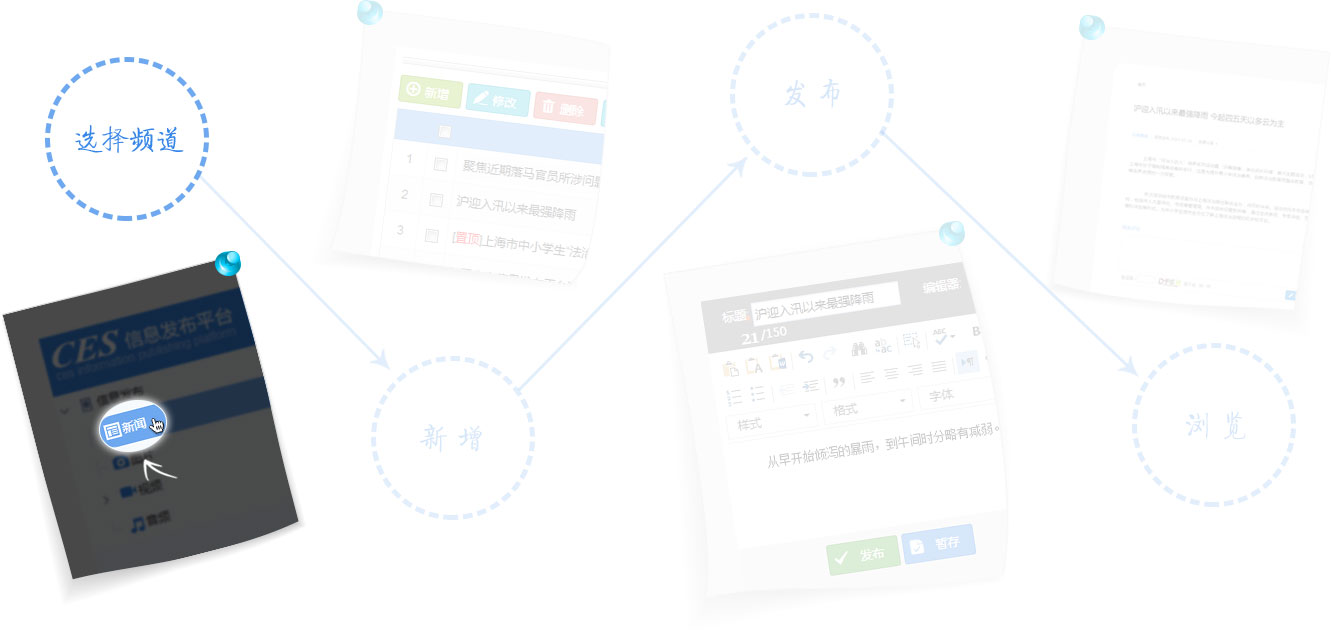 选择频道
CES 信息发布平台
ces information publishing platform
信息发布
新闻
视频
音频
新增 修改 删除
1 聚焦近期落马官员所涉问题
2 沪迎入汛以来最强降雨
3 [置顶]上海市中小学生“法治
新增
发布
标题: 沪迎入汛以来最强降雨 编辑器:
21/150
ABC
B
样式 格式 字体
从早开始倾泻的暴雨，到午间时分略有减弱。
发布 暂存
沪迎入汛以来最强降雨 今起四五天以多云为主
浏览